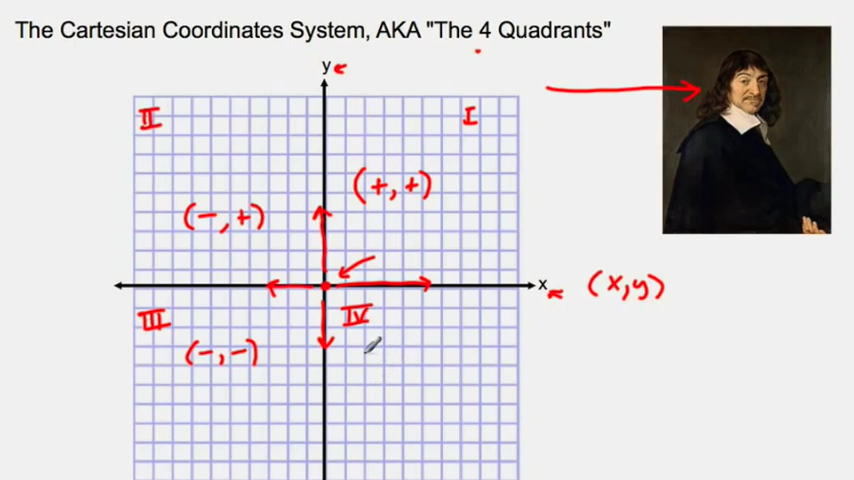 The Cartesian Coordinates System, AKA "The 4 Quadrants"
y
II
I
(+, +)
(-, +)
x
(x, y)
III
IV
(-, -)